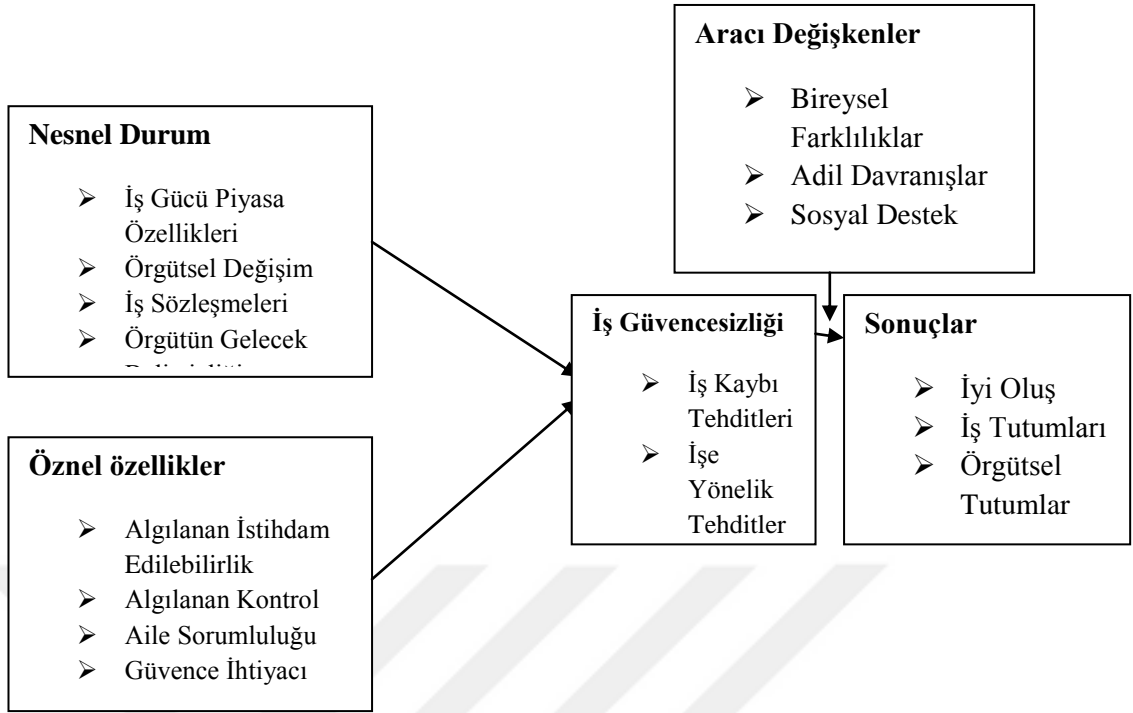 Aracı Değişkenler
➢ Bireysel
Farklılıklar
➢ Adil Davranışlar
➢ Sosyal Destek
Nesnel Durum
➢ İş Gücü Piyasa
Özellikleri
➢ Örgütsel Değişim
➢ İş Sözleşmeleri
➢ Örgütün Gelecek
İş Güvencesizliği
➢ İş Kaybı
Tehditleri
➢ İşe
Yönelik
Tehditler
Sonuçlar
➢ İyi Oluş
➢ İş Tutumları
➢ Örgütsel
Tutumlar
Öznel özellikler
➢ Algılanan İstihdam
Edilebilirlik
➢ Algılanan Kontrol
➢ Aile Sorumluluğu
➢ Güvence İhtiyacı